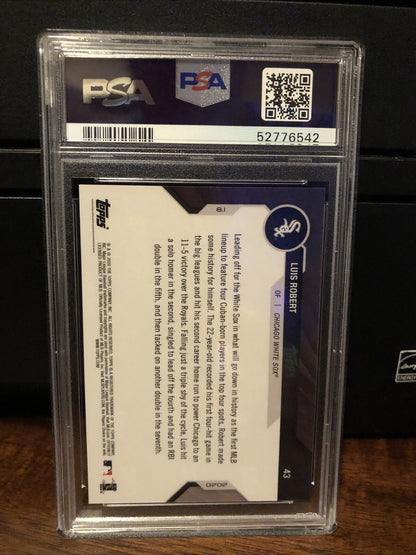 PSA
PSA
52776542
LUIS ROBERT
OF | CHICAGO WHITE SOX®
43
8.1
2020
Leading off for the White Sox in what will go down in history as the first MLB
lineup to feature four Cuban-born players in the top four spots, Robert made
some history for himself. The 22-year-old recorded his first four-hit game in
the big leagues and hit his second career home run to power Chicago to an
11-5 victory over the Royals. Falling just a triple shy of the cycle, Luis hit
a solo homer in the second, singled to lead off the fourth and had an RBI
double in the fifth, and then tacked on another double in the seventh.
Topps